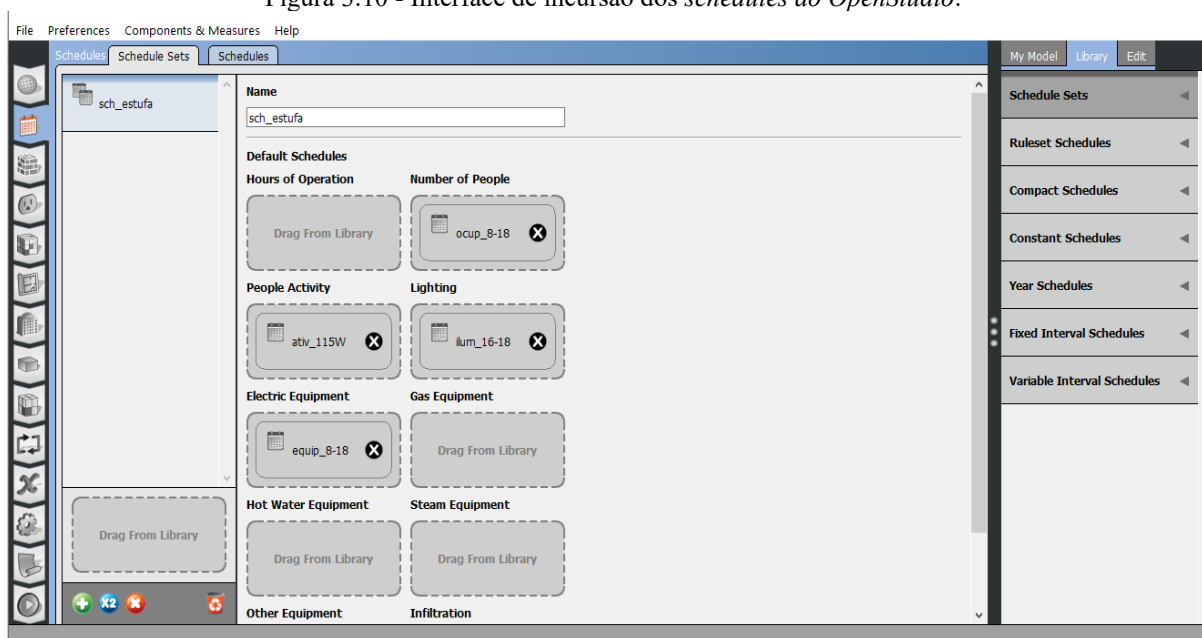 Figura 3.10 - Interface de incursão dos schedules do OpenStudio.
File Preferences Components & Measures Help
Schedules Schedule Sets Schedules
My Model Library Edit
sch_estufa
Name
sch_estufa
Default Schedules
Hours of Operation Number of People
Drag From Library ocup_8-18
People Activity Lighting
ativ_115W ilum_16-18
Electric Equipment Gas Equipment
equip_8-18 Drag From Library
Hot Water Equipment Steam Equipment
Drag From Library Drag From Library
Other Equipment Infiltration
Drag From Library
X2
Schedule Sets
Ruleset Schedules
Compact Schedules
Constant Schedules
Year Schedules
Fixed Interval Schedules
Variable Interval Schedules